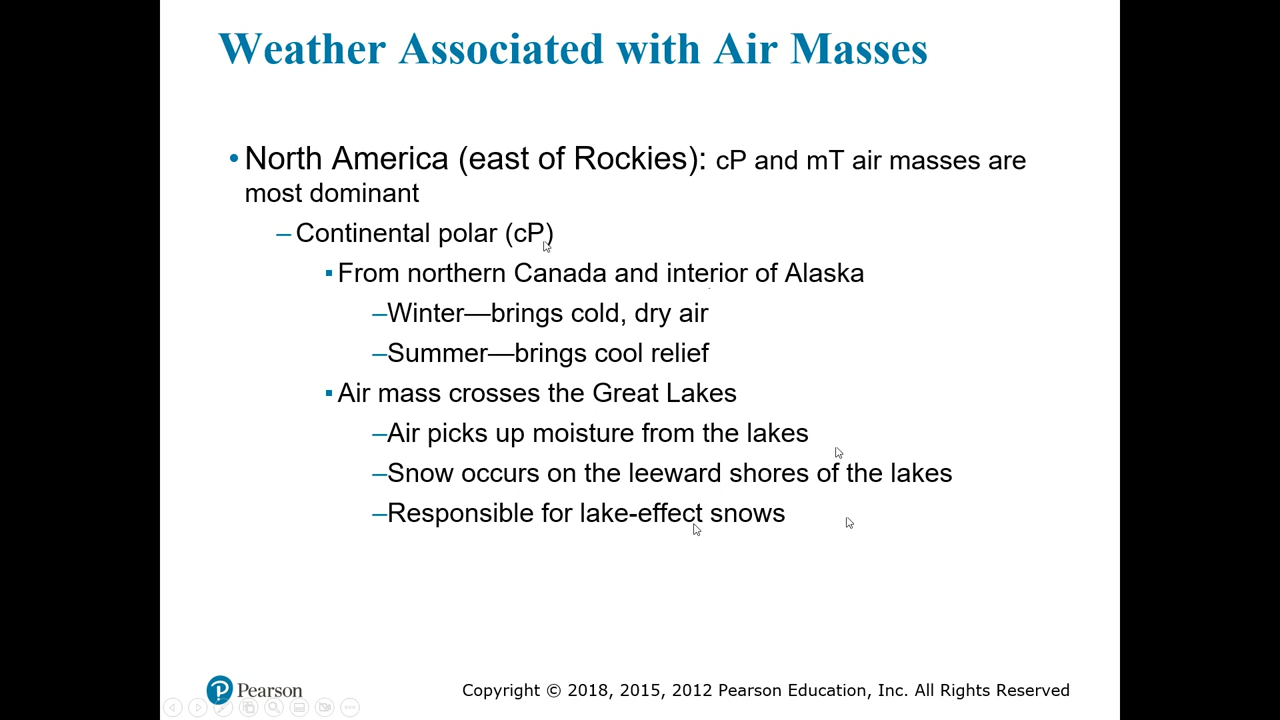 Weather Associated with Air Masses
• North America (east of Rockies): cP and mT air masses are
most dominant
– Continental polar (cP)
▪ From northern Canada and interior of Alaska
–Winter—brings cold, dry air
–Summer—brings cool relief
▪ Air mass crosses the Great Lakes
–Air picks up moisture from the lakes
–Snow occurs on the leeward shores of the lakes
–Responsible for lake-effect snows
Pearson
Copyright © 2018, 2015, 2012 Pearson Education, Inc. All Rights Reserved